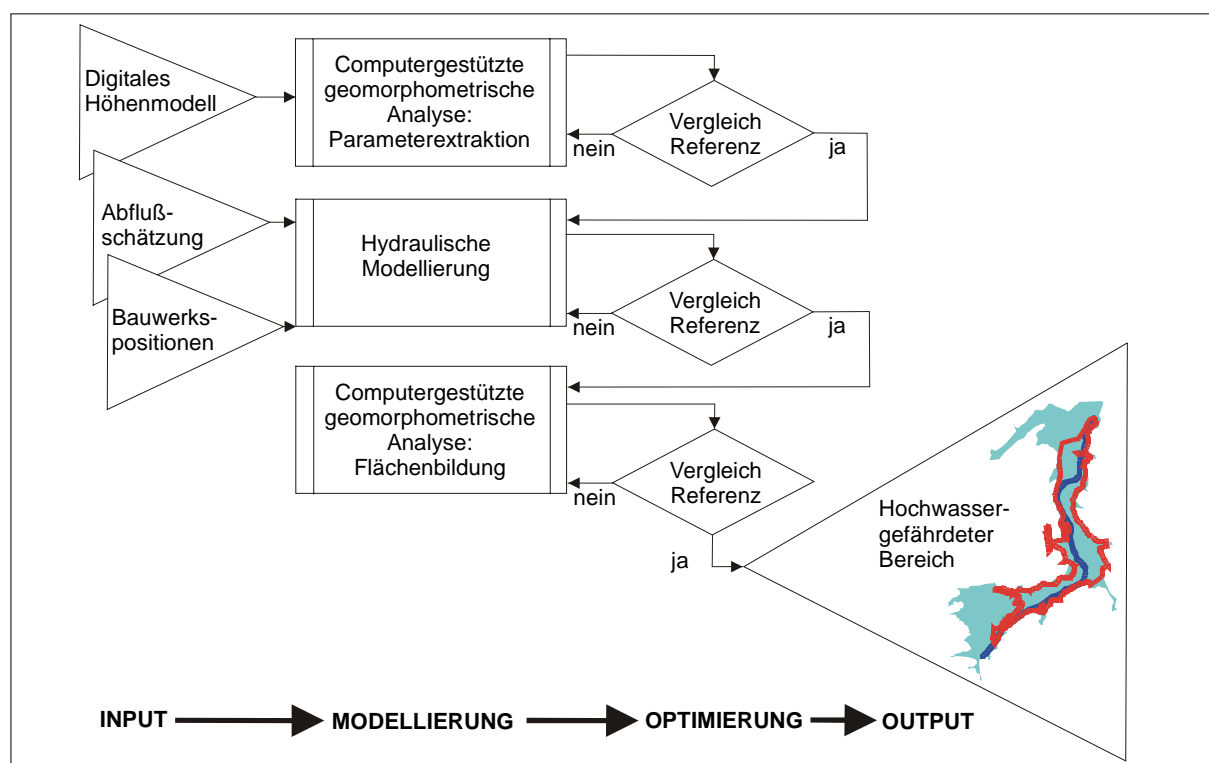 Digitales
Höhenmodell
Computergestützte
geomorphometrische
Analyse:
Parameterextraktion
Vergleich
Referenz
nein
ja
Abfluß-
schätzung
Hydraulische
Modellierung
Vergleich
Referenz
nein
ja
Bauwerks-
positionen
Computergestützte
geomorphometrische
Analyse:
Flächenbildung
Vergleich
Referenz
nein
ja
Hochwasser-
gefährdeter
Bereich
INPUT
MODELLIERUNG
OPTIMIERUNG
OUTPUT